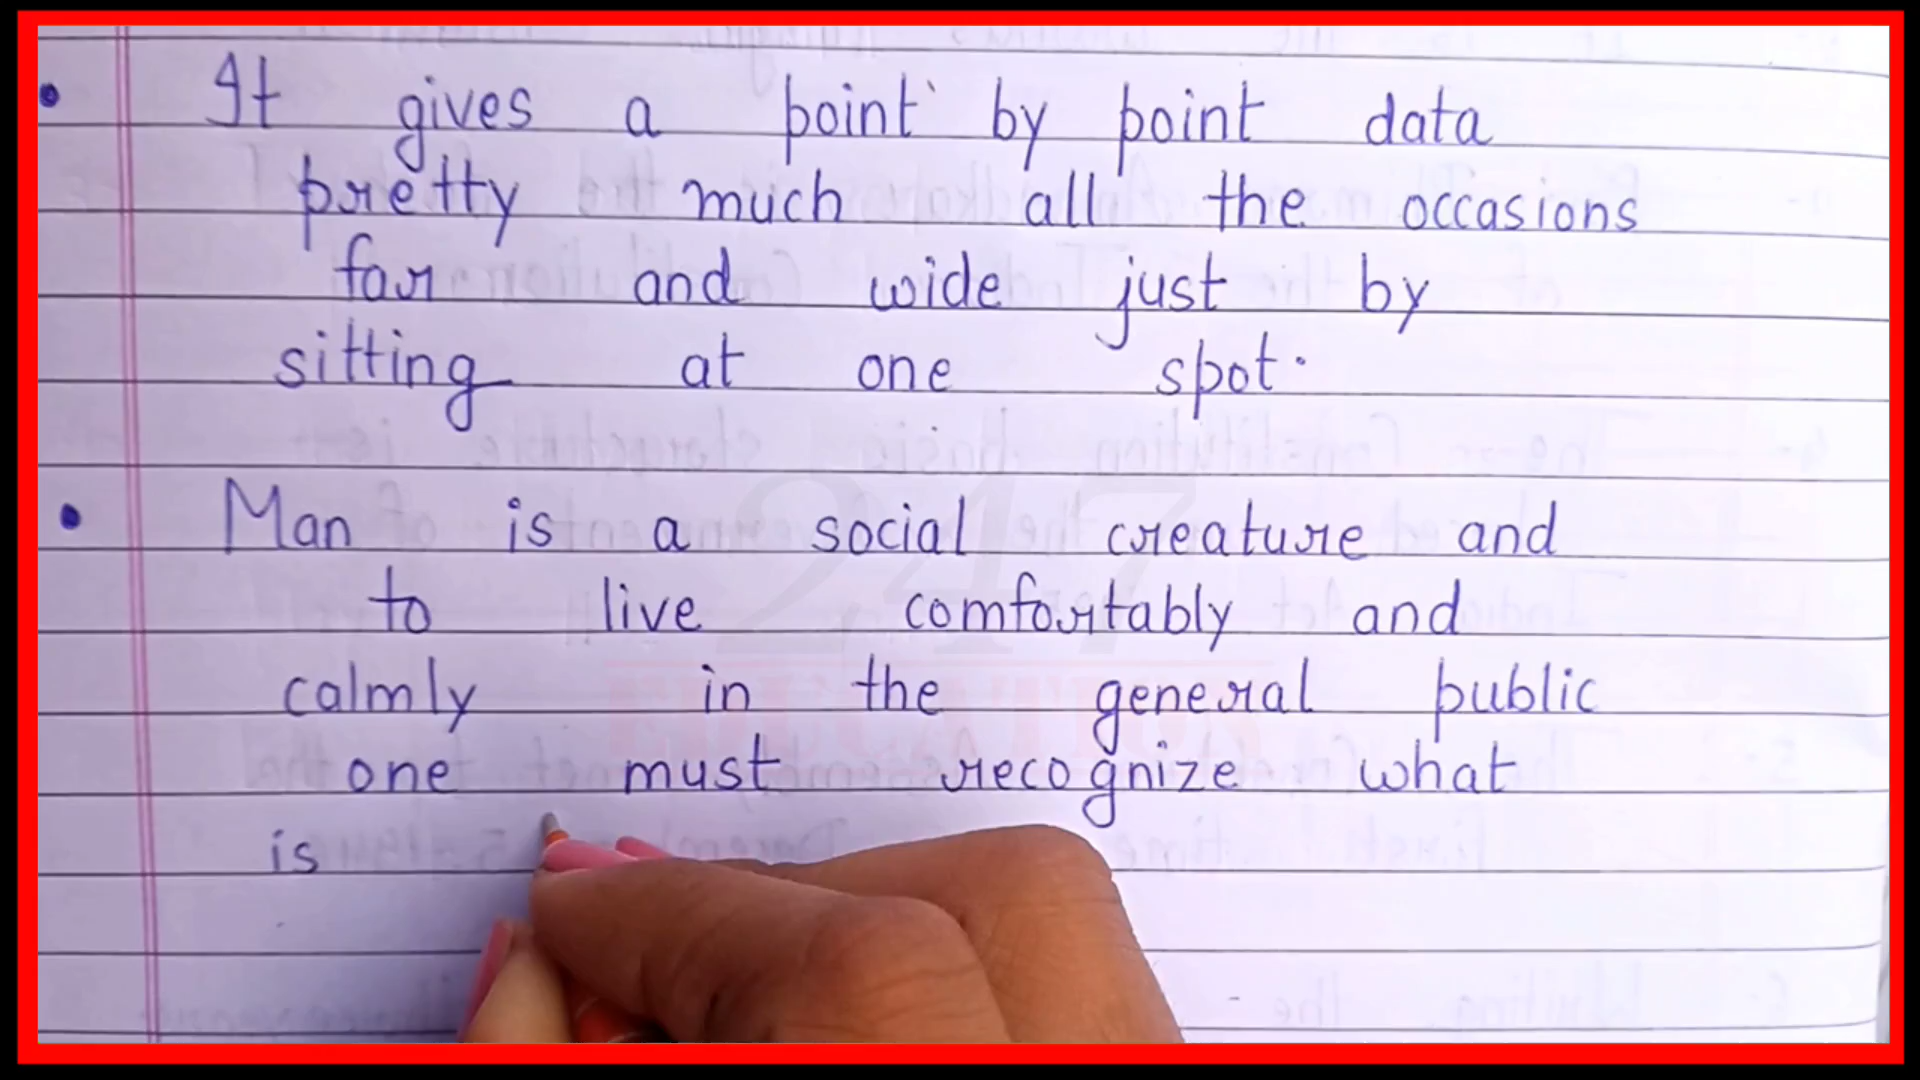 • It gives a point by point data
pretty much all the occasions
far and wide just by
sitting at one spot.
• Man is a social creature and
to live comfortably and
calmly in the general public
one must recognize what
is
247
EDUCATION